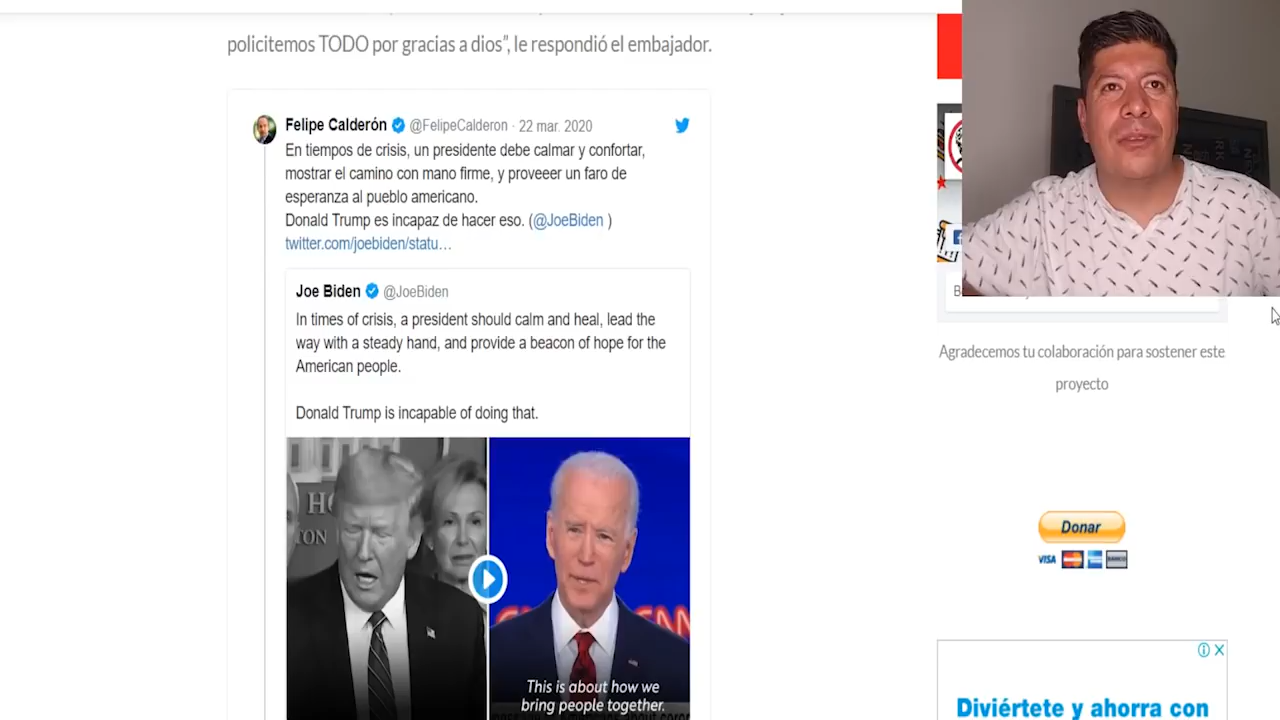 policitemos TODO por gracias a dios”, le respondió el embajador.
Felipe Calderón @FelipeCalderon · 22 mar. 2020
En tiempos de crisis, un presidente debe calmar y confortar,
mostrar el camino con mano firme, y proveeer un faro de
esperanza al pueblo americano.
Donald Trump es incapaz de hacer eso. (@JoeBiden )
twitter.com/joebiden/statu…
Joe Biden @JoeBiden
In times of crisis, a president should calm and heal, lead the
way with a steady hand, and provide a beacon of hope for the
American people.
Donald Trump is incapable of doing that.
This is about how we
bring people together.
Agradecemos tu colaboración para sostener este
proyecto
Donar
VISA
Diviértete y ahorra con